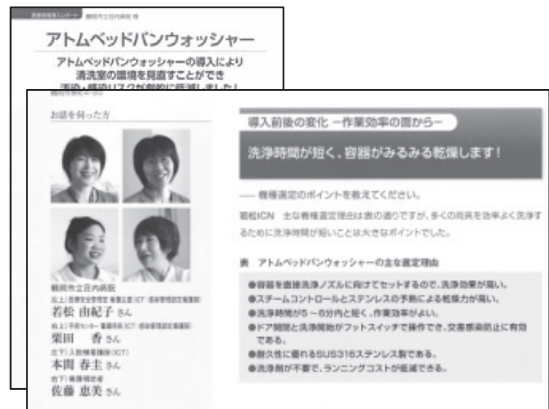 鶴岡市立荘内病院 様
アトムベッドパンウォッシャー
アトムベッドパンウォッシャーの導入により
清洗室の環境を見直すことができ
お話を伺った方
鶴岡市立荘内病院
若松 由紀子 さん
栗田 香 さん
本間 春圭 さん
佐藤 恵美 さん
導入前後の変化 −作業効率の面から−
洗浄時間が短く、容器がみるみる乾燥します!
── 機種選定のポイントを教えてください。
若松ICN 主な機種選定理由は表の通りですが、多くの用具を効率よく洗浄す
るために洗浄時間が短いことは大きなポイントでした。
表 アトムベッドパンウォッシャーの主な選定理由
●容器を直接洗浄ノズルに向けてセットするので、洗浄効果が高い。
●スチームコントロールとステンレスの予熱による乾燥力が高い。
●洗浄時間が5〜6分内と短く、作業効率がよい。
●ドア開閉と洗浄開始がフットスイッチで操作でき、交差感染防止に有効
である。
●耐久性に優れるSUS316ステンレス製である。
●洗浄剤が不要で、ランニングコストが低減できる。